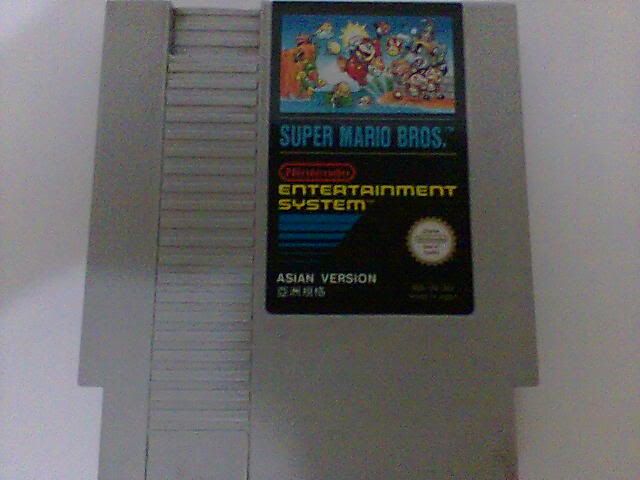 SUPER MARIO BROS.™
Nintendo
ENTERTAINMENT
SYSTEM™
ASIAN VERSION
亞洲規格